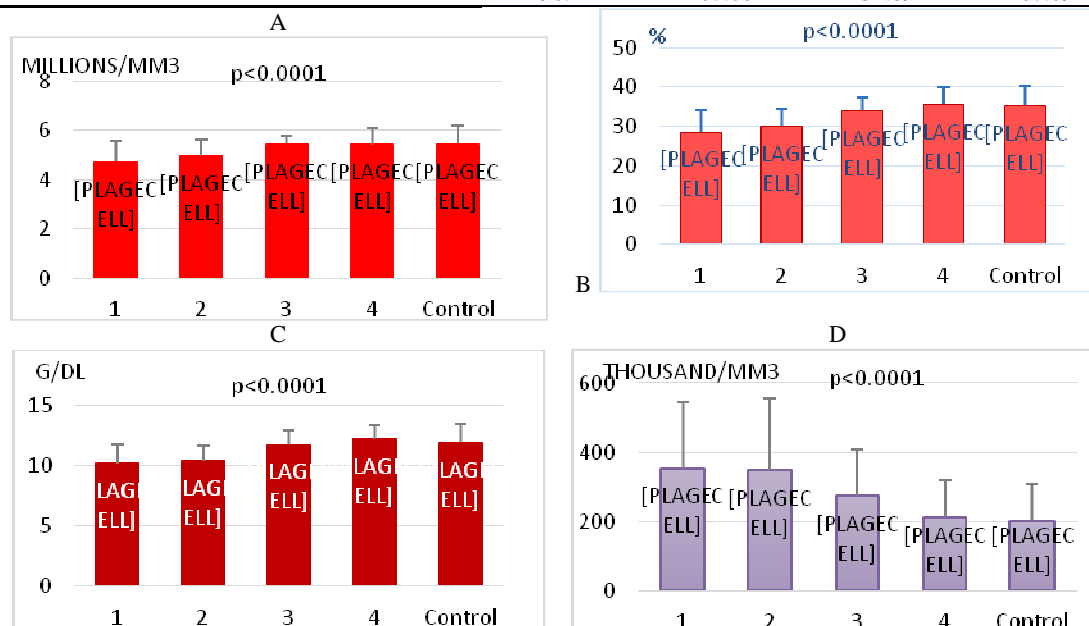 A
MILLIONS/MM3
p<0.0001
8
6
4
2
0
[PLAGEC
ELL]
[PLAGEC
ELL]
[PLAGEC
ELL]
[PLAGEC
ELL]
[PLAGEC
ELL]
1 2 3 4 Control
B
%
p<0.0001
50
40
30
20
10
0
[PLAGEC
ELL]
[PLAGEC
ELL]
[PLAGEC
ELL]
[PLAGEC
ELL]
[PLAGEC
ELL]
1 2 3 4 Control
C
G/DL
p<0.0001
15
10
5
0
LAG
ELL]
LAG
ELL]
LAG
ELL]
LAG
ELL]
LAG
ELL]
1 2 3 4 Control
D
THOUSAND/MM3
p<0.0001
600
400
200
0
[PLAGEC
ELL]
[PLAGEC
ELL]
[PLAGEC
ELL]
[PLAGEC
ELL]
[PLAGEC
ELL]
1 2 3 4 Control